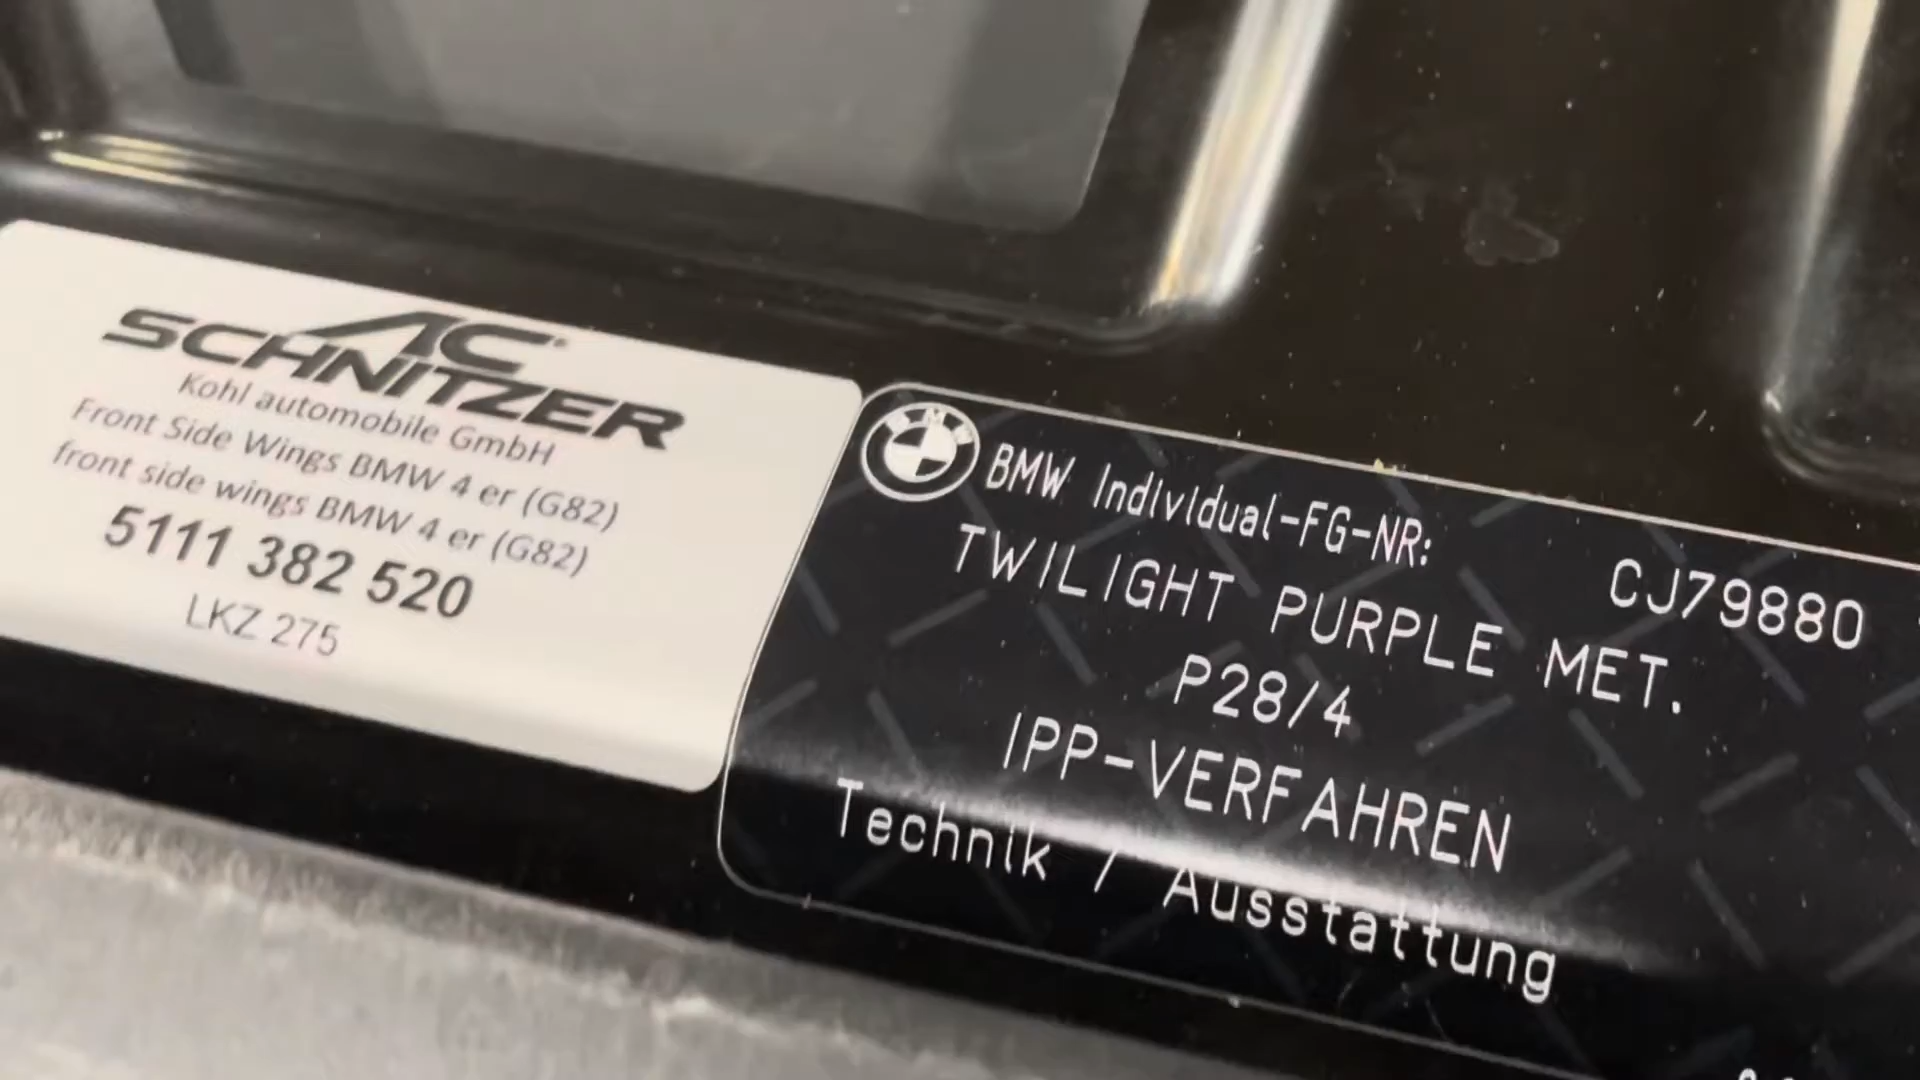 AC
SCHNITZER
Kohl automobile GmbH
Front Side Wings BMW 4 er (G82)
front side wings BMW 4 er (G82)
5111 382 520
LKZ 275
BMW
BMW Individual-FG-NR: CJ79880
TWILIGHT PURPLE MET.
P28/4
IPP-VERFAHREN
Technik / Ausstattung